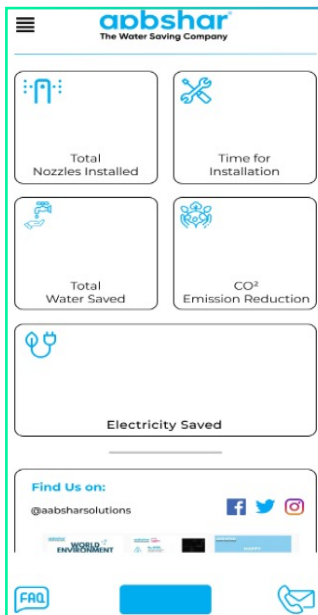 aabshar
The Water Saving Company
Total
Nozzles Installed
Time for
Installation
Total
Water Saved
CO²
Emission Reduction
Electricity Saved
Find Us on:
@aabsharsolutions
WORLD
ENVIRONMENT
FAQ